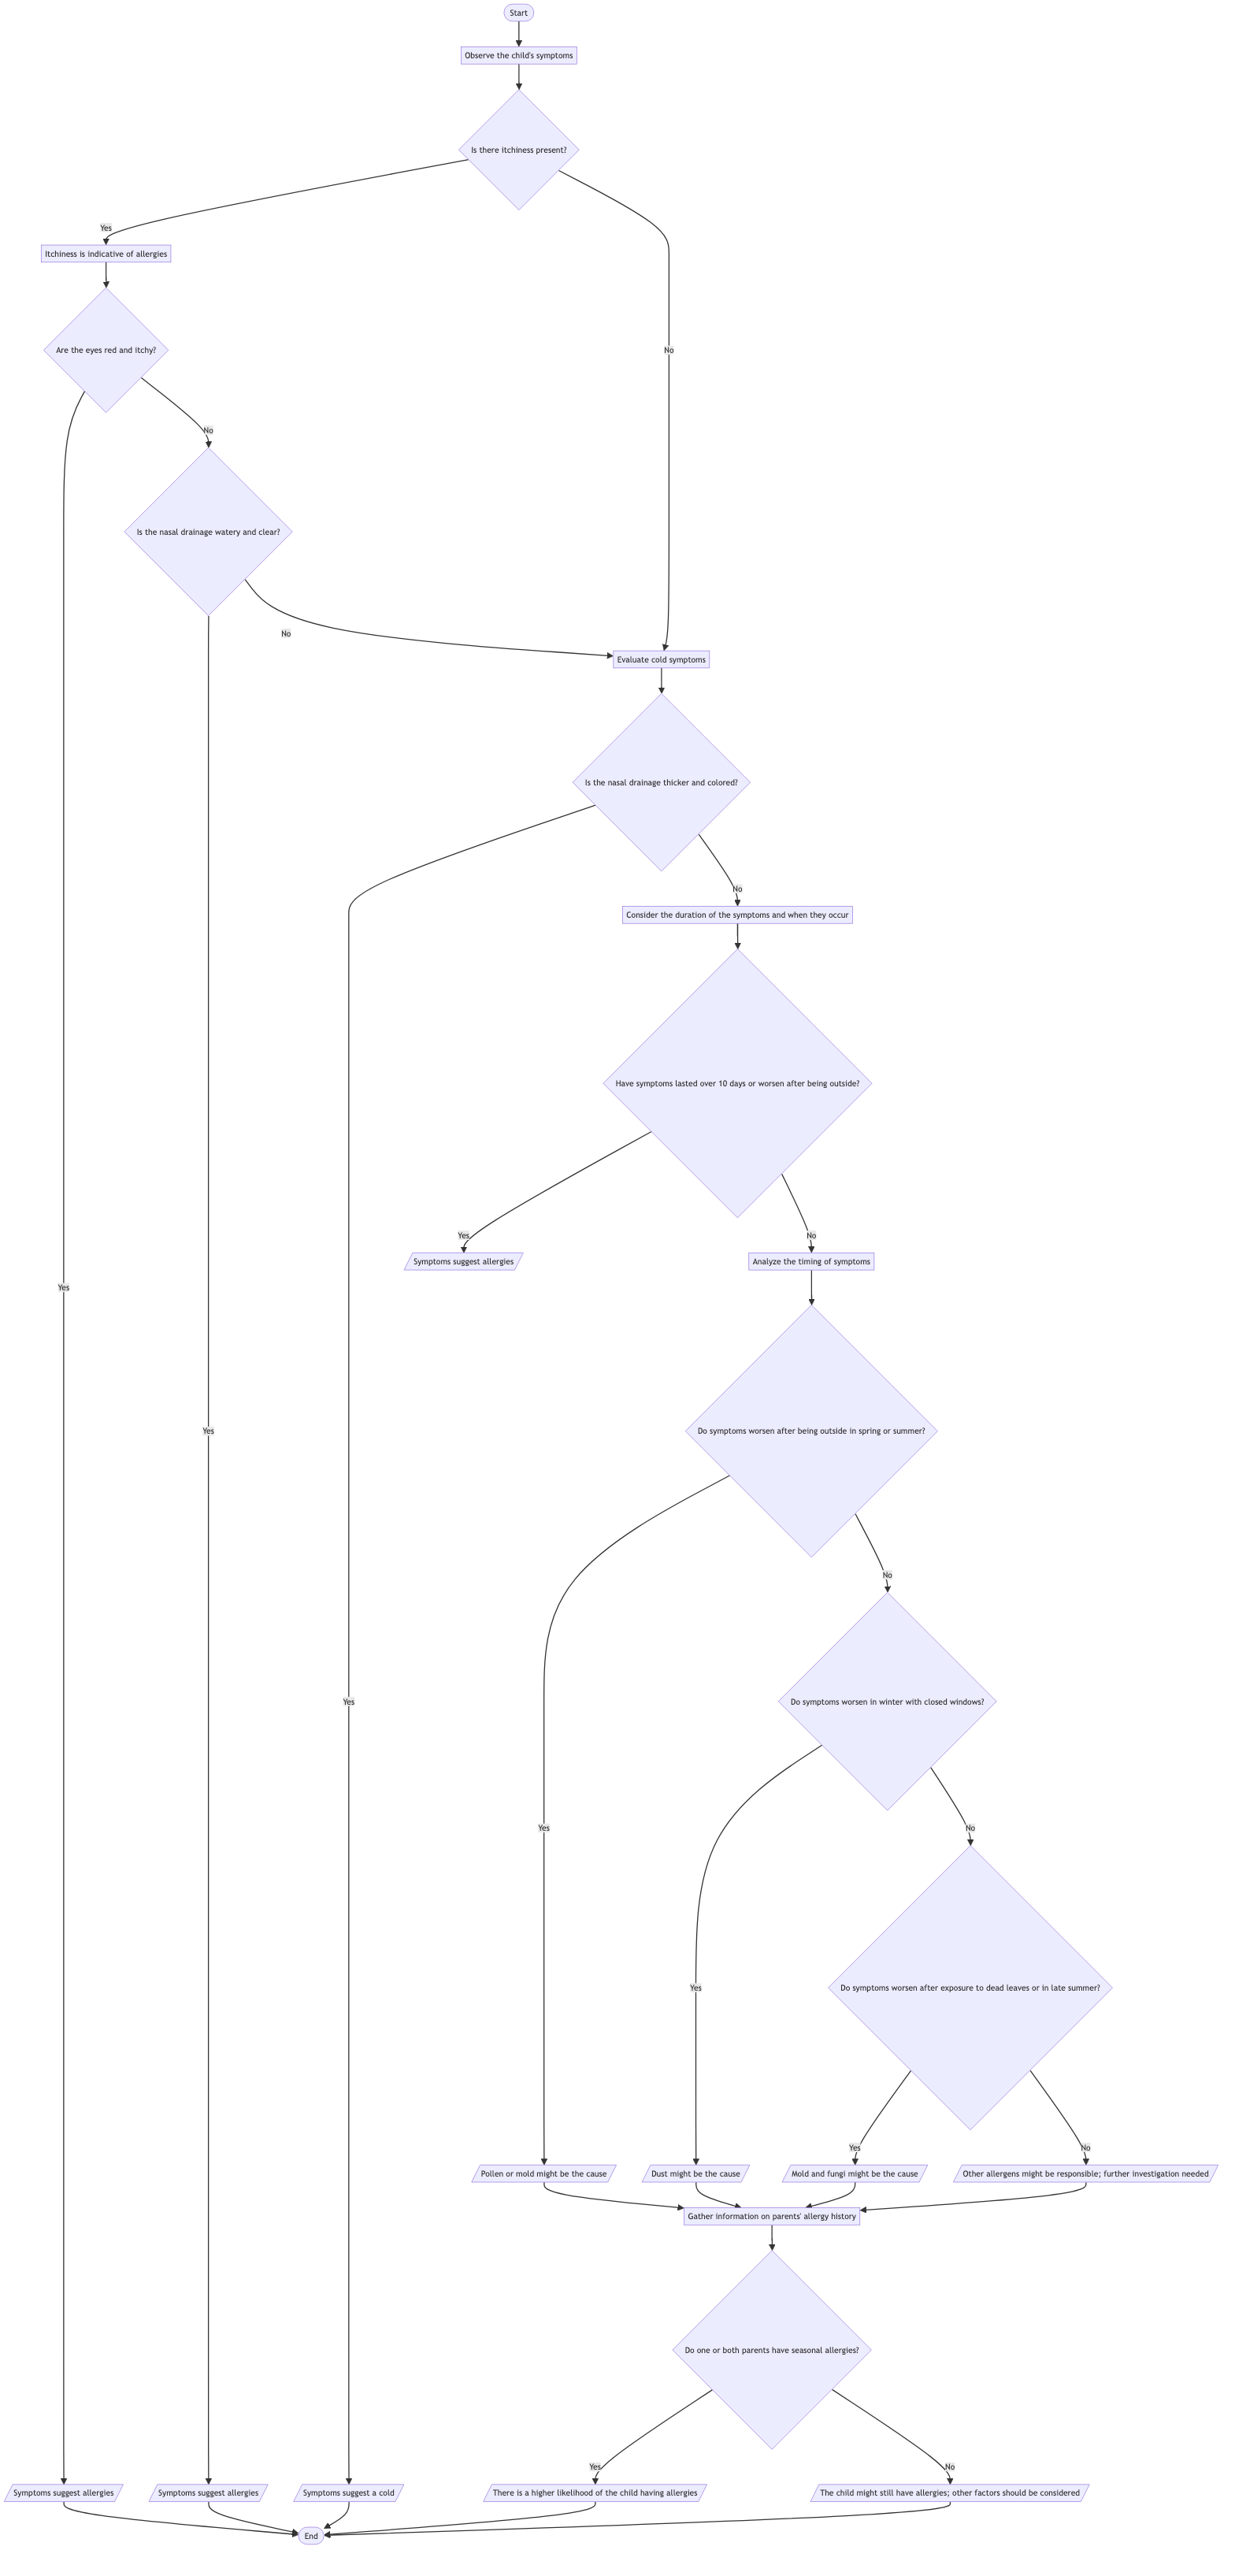 Start
Observe the child's symptoms
Is there itchiness present?
Yes
Itchiness is indicative of allergies
Are the eyes red and itchy?
No
No
Is the nasal drainage watery and clear?
No
Evaluate cold symptoms
Is the nasal drainage thicker and colored?
No
Consider the duration of the symptoms and when they occur
Have symptoms lasted over 10 days or worsen after being outside?
Yes
No
Symptoms suggest allergies
Analyze the timing of symptoms
Yes
Do symptoms worsen after being outside in spring or summer?
Yes
No
Do symptoms worsen in winter with closed windows?
Yes
Yes
No
Do symptoms worsen after exposure to dead leaves or in late summer?
Yes
Yes
No
Pollen or mold might be the cause
Dust might be the cause
Mold and fungi might be the cause
Other allergens might be responsible; further investigation needed
Gather information on parents' allergy history
Do one or both parents have seasonal allergies?
Yes
No
Symptoms suggest allergies
Symptoms suggest allergies
Symptoms suggest a cold
There is a higher likelihood of the child having allergies
The child might still have allergies; other factors should be considered
End